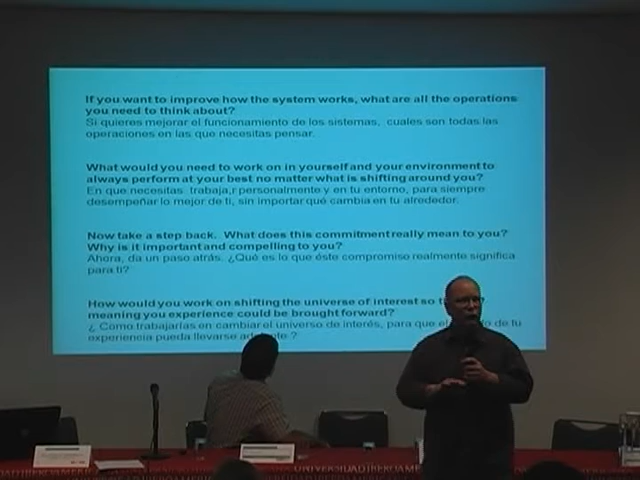 If you want to improve how the system works, what are all the operations
you need to think about?
Si quieres mejorar el funcionamiento de los sistemas, cuales son todas las
operaciones en las que necesitas pensar.
What would you need to work on in yourself and your environment to
always perform at your best no matter what is shifting around you?
En que necesitas trabaja,r personalmente y en tu entorno, para siempre
desempeñar lo mejor de ti, sin importar qué cambia en tu alrededor.
Now take a step back. What does this commitment really mean to you?
Why is it important and compelling to you?
Ahora, da un paso atrás. ¿Qué es lo que éste compromiso realmente significa
para ti?
How would you work on shifting the universe of interest so
meaning you experience could be brought forward?
¿ Como trabajarías en cambiar el universo de interés, para que el de tu
experiencia pueda llevarse ?
UNIVERSIDAD IBEROAMERICANA